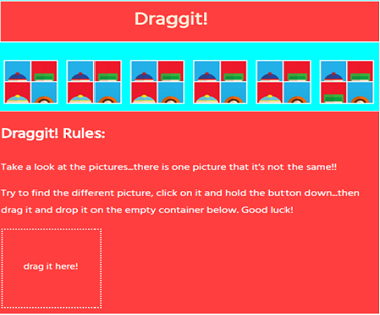 Draggit!
Draggit! Rules:
Take a look at the pictures...there is one picture that it's not the same!!
Try to find the different picture, click on it and hold the button down...then
drag it and drop it on the empty container below. Good luck!
drag it here!